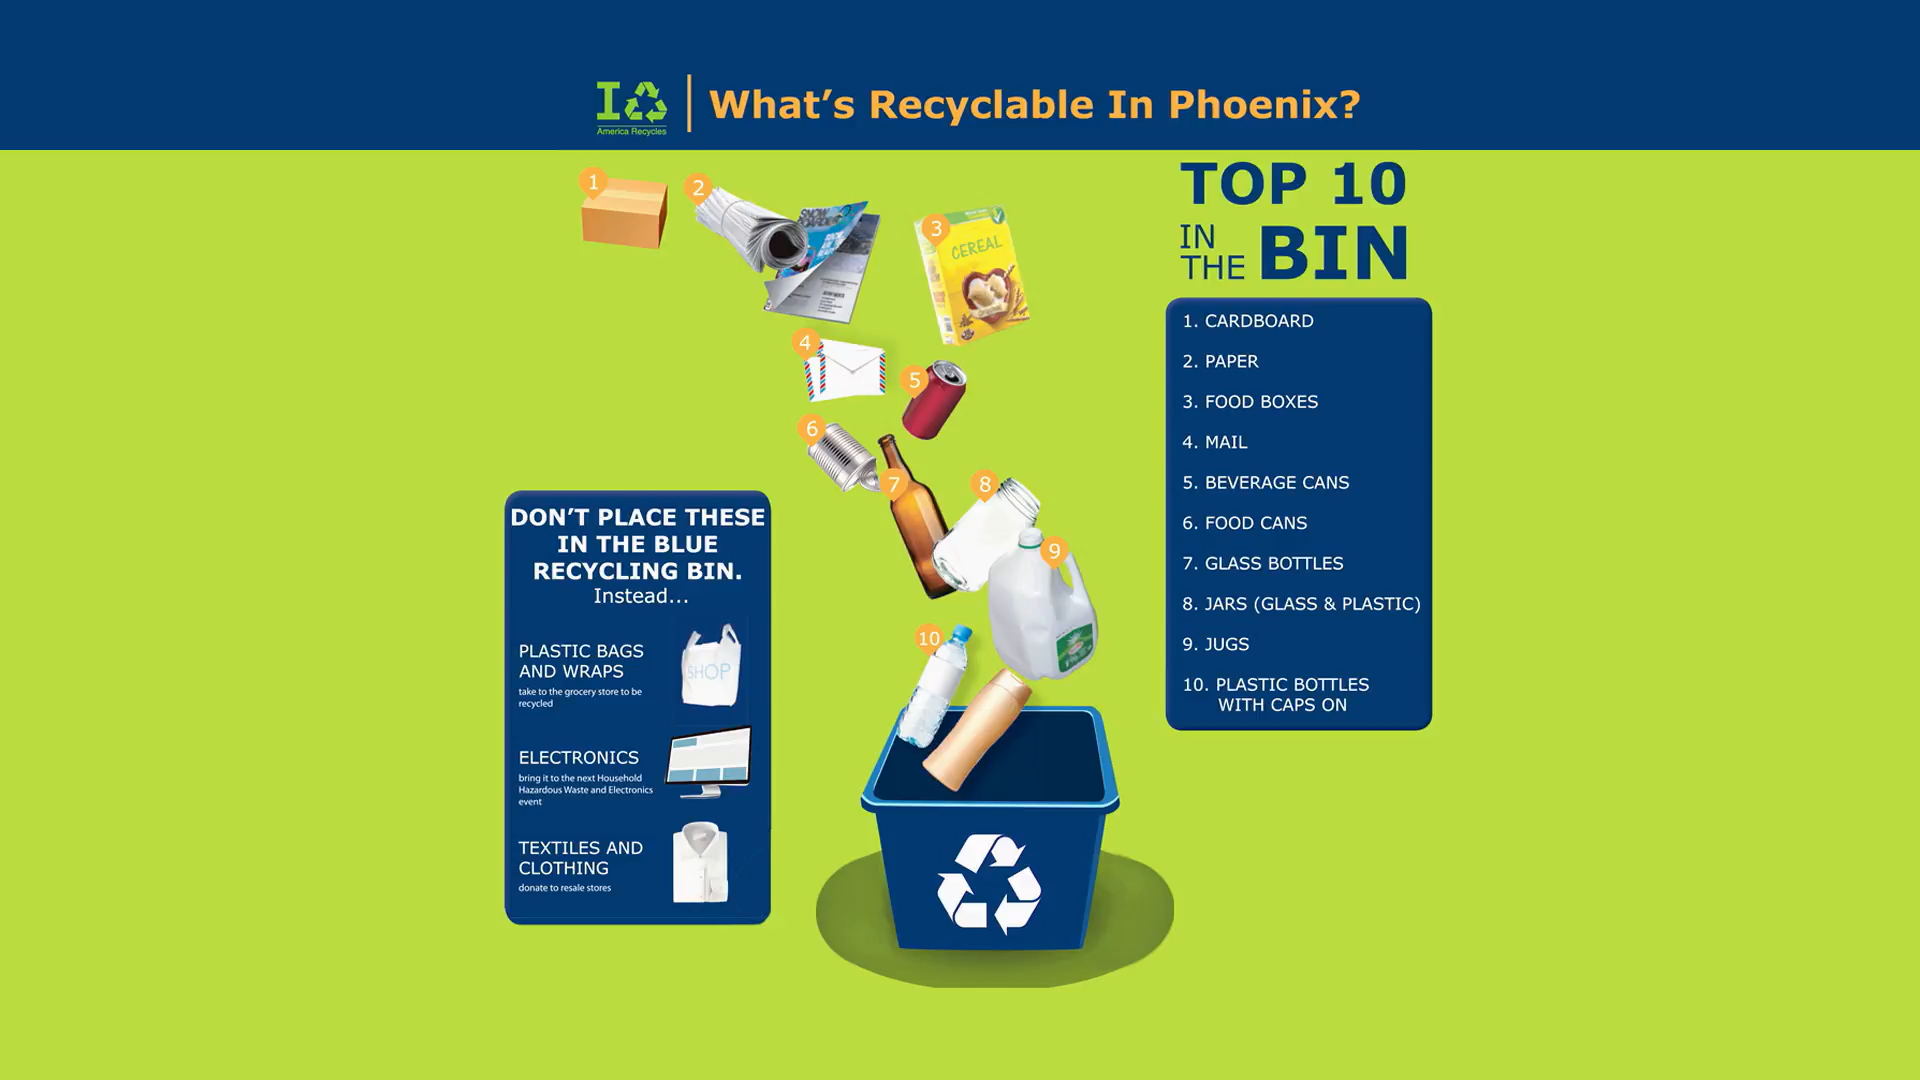 I
America Recycles
What's Recyclable In Phoenix?
TOP 10
IN
THE BIN
1. CARDBOARD
2. PAPER
3. FOOD BOXES
4. MAIL
5. BEVERAGE CANS
6. FOOD CANS
7. GLASS BOTTLES
8. JARS (GLASS & PLASTIC)
9. JUGS
10. PLASTIC BOTTLES
WITH CAPS ON
1
2
3
CEREAL
4
5
6
7
8
9
10
DON'T PLACE THESE
IN THE BLUE
RECYCLING BIN.
Instead...
PLASTIC BAGS
AND WRAPS
take to the grocery store to be
recycled
SHOP
ELECTRONICS
bring it to the next Household
Hazardous Waste and Electronics
event
TEXTILES AND
CLOTHING
donate to resale stores